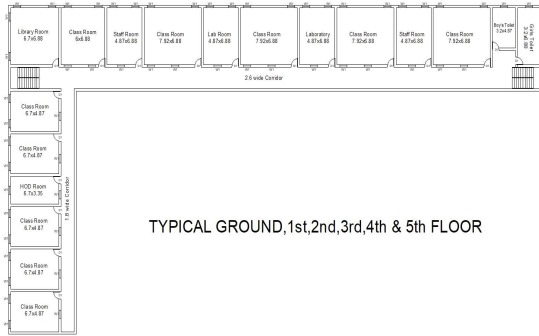 Library Room
6.7x6.88
Class Room
6x6.88
Staff Room
4.87x6.88
Class Room
7.92x6.88
Lab Room
4.87x6.88
Class Room
7.92x6.88
Laboratory
4.87x6.88
Class Room
7.92x6.88
Staff Room
4.87x6.88
Class Room
7.92x6.88
Boy's Toilet
3.2x4.87
Girl's Toilet
3.2x6.88
2.6 wide Corridor
Class Room
6.7x4.87
Class Room
6.7x4.87
HOD Room
6.7x3.35
Class Room
6.7x4.87
Class Room
6.7x4.87
Class Room
6.7x4.87
1.8 wide Corridor
TYPICAL GROUND,1st,2nd,3rd,4th & 5th FLOOR